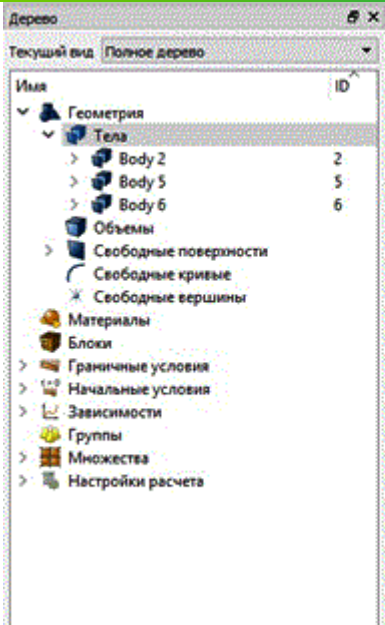 Дерево
Текущий вид Полное дерево
Имя ID
Геометрия
Тела
Body 2 2
Body 5 5
Body 6 6
Объемы
Свободные поверхности
Свободные кривые
Свободные вершины
Материалы
Блоки
Граничные условия
Начальные условия
Зависимости
Группы
Множества
Настройки расчета